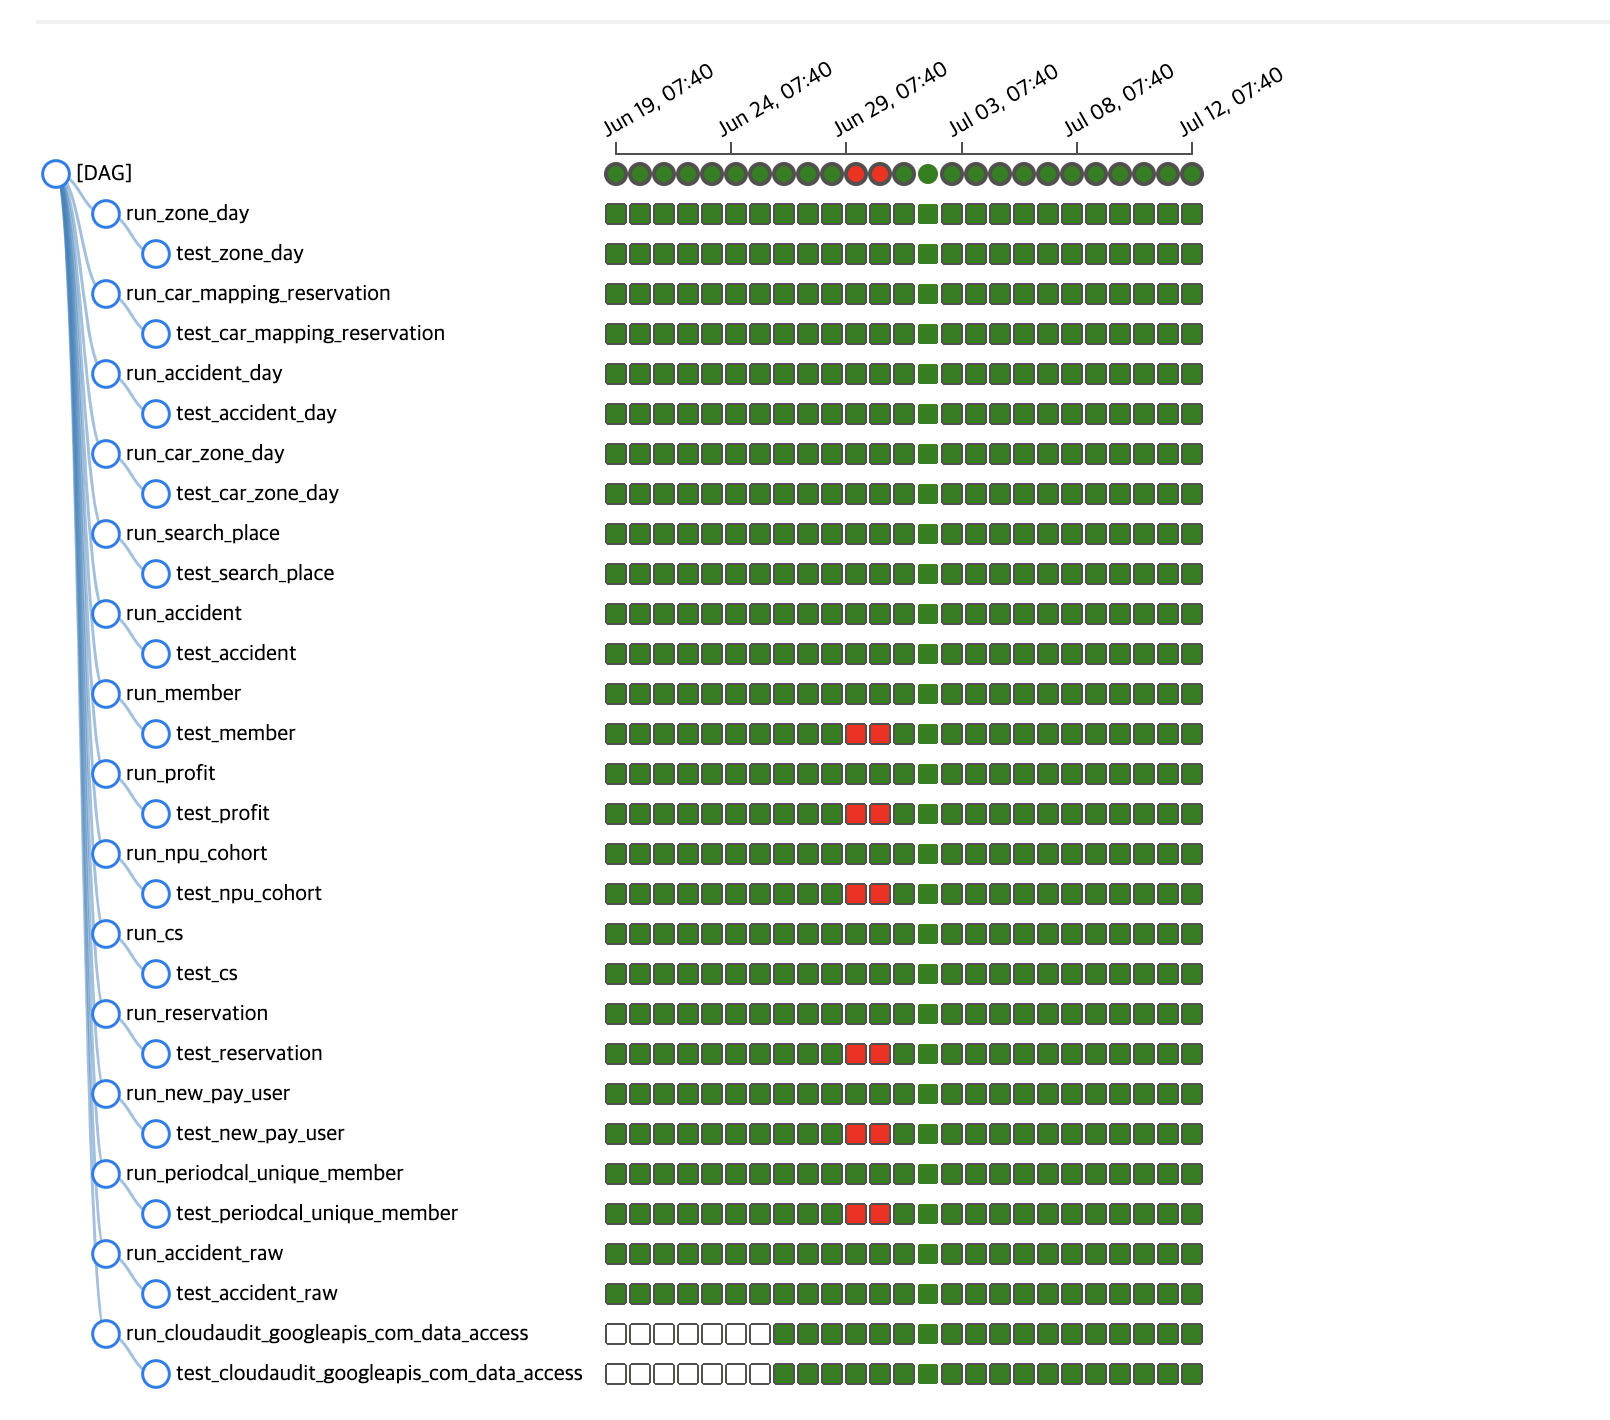 Jun 19, 07:40
Jun 24, 07:40
Jun 29, 07:40
Jul 03, 07:40
Jul 08, 07:40
Jul 12, 07:40
[DAG]
run_zone_day
test_zone_day
run_car_mapping_reservation
test_car_mapping_reservation
run_accident_day
test_accident_day
run_car_zone_day
test_car_zone_day
run_search_place
test_search_place
run_accident
test_accident
run_member
test_member
run_profit
test_profit
run_npu_cohort
test_npu_cohort
run_cs
test_cs
run_reservation
test_reservation
run_new_pay_user
test_new_pay_user
run_periodcal_unique_member
test_periodcal_unique_member
run_accident_raw
test_accident_raw
run_cloudaudit_googleapis_com_data_access
test_cloudaudit_googleapis_com_data_access